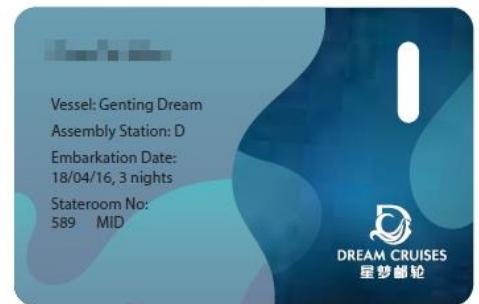 Vessel: Genting Dream
Assembly Station: D
Embarkation Date:
18/04/16, 3 nights
Stateroom No:
589 MID
DREAM CRUISES
星梦邮轮